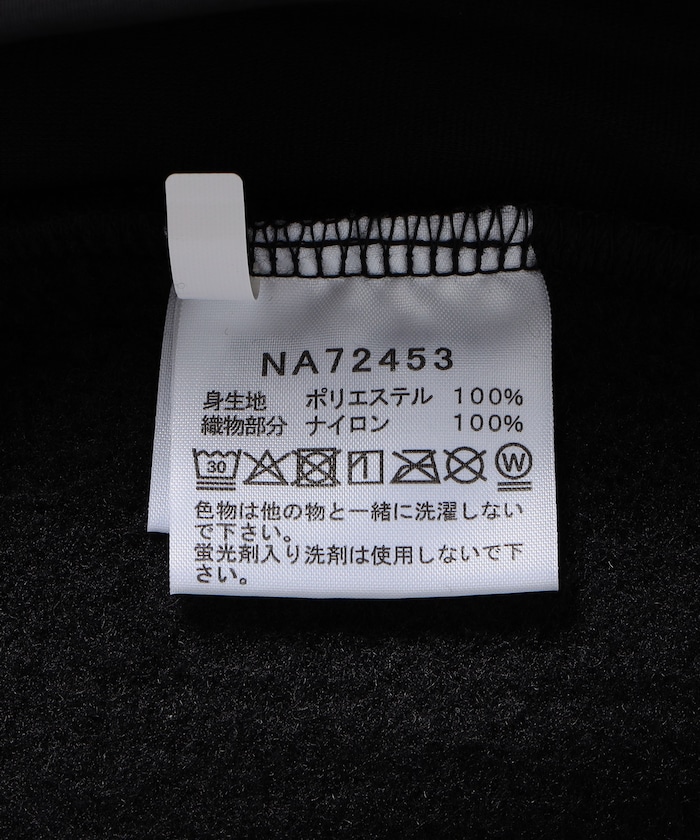 NA72453
身生地 ポリエステル 100%
織物部分 ナイロン 100%
30 W
色物は他の物と一緒に洗濯しない
で下さい。
蛍光剤入り洗剤は使用しないで下
さい。